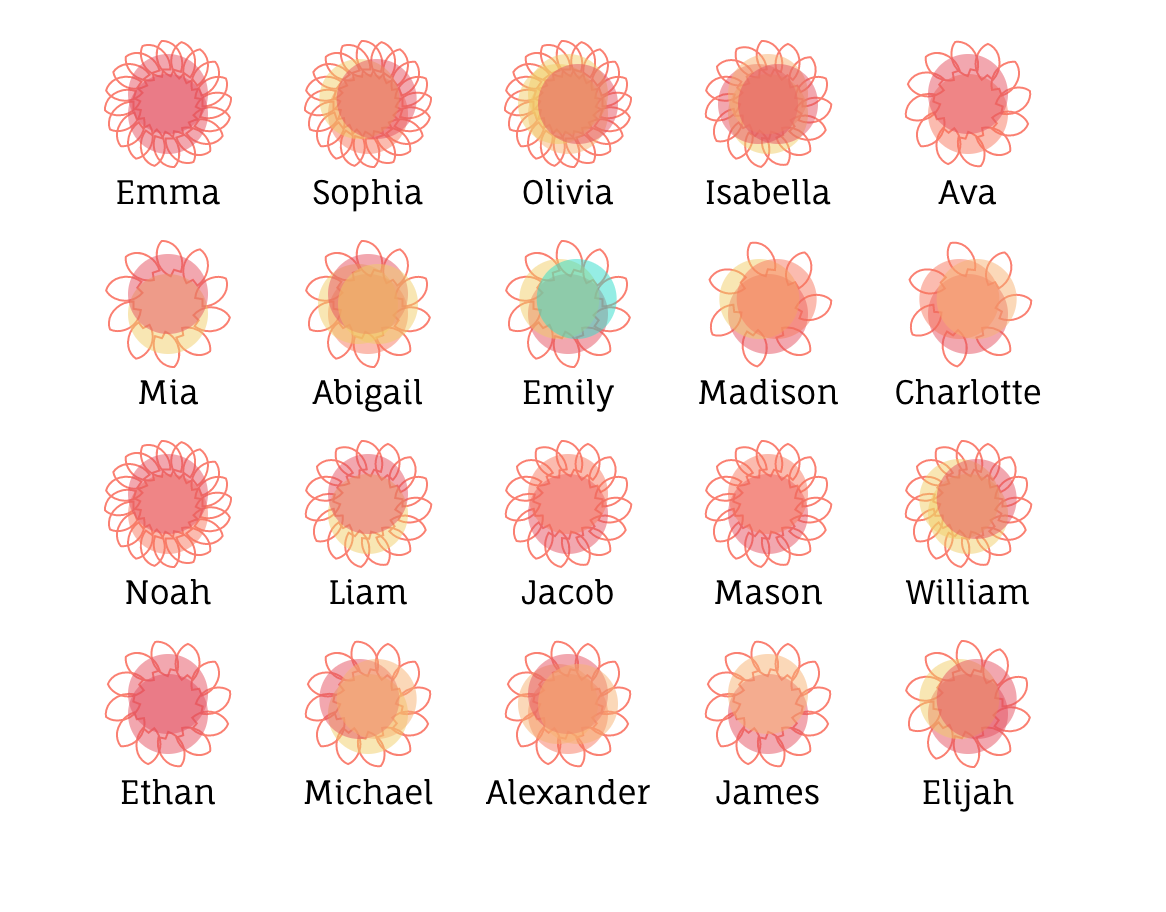 Emma Sophia Olivia Isabella Ava
Mia Abigail Emily Madison Charlotte
Noah Liam Jacob Mason William
Ethan Michael Alexander James Elijah